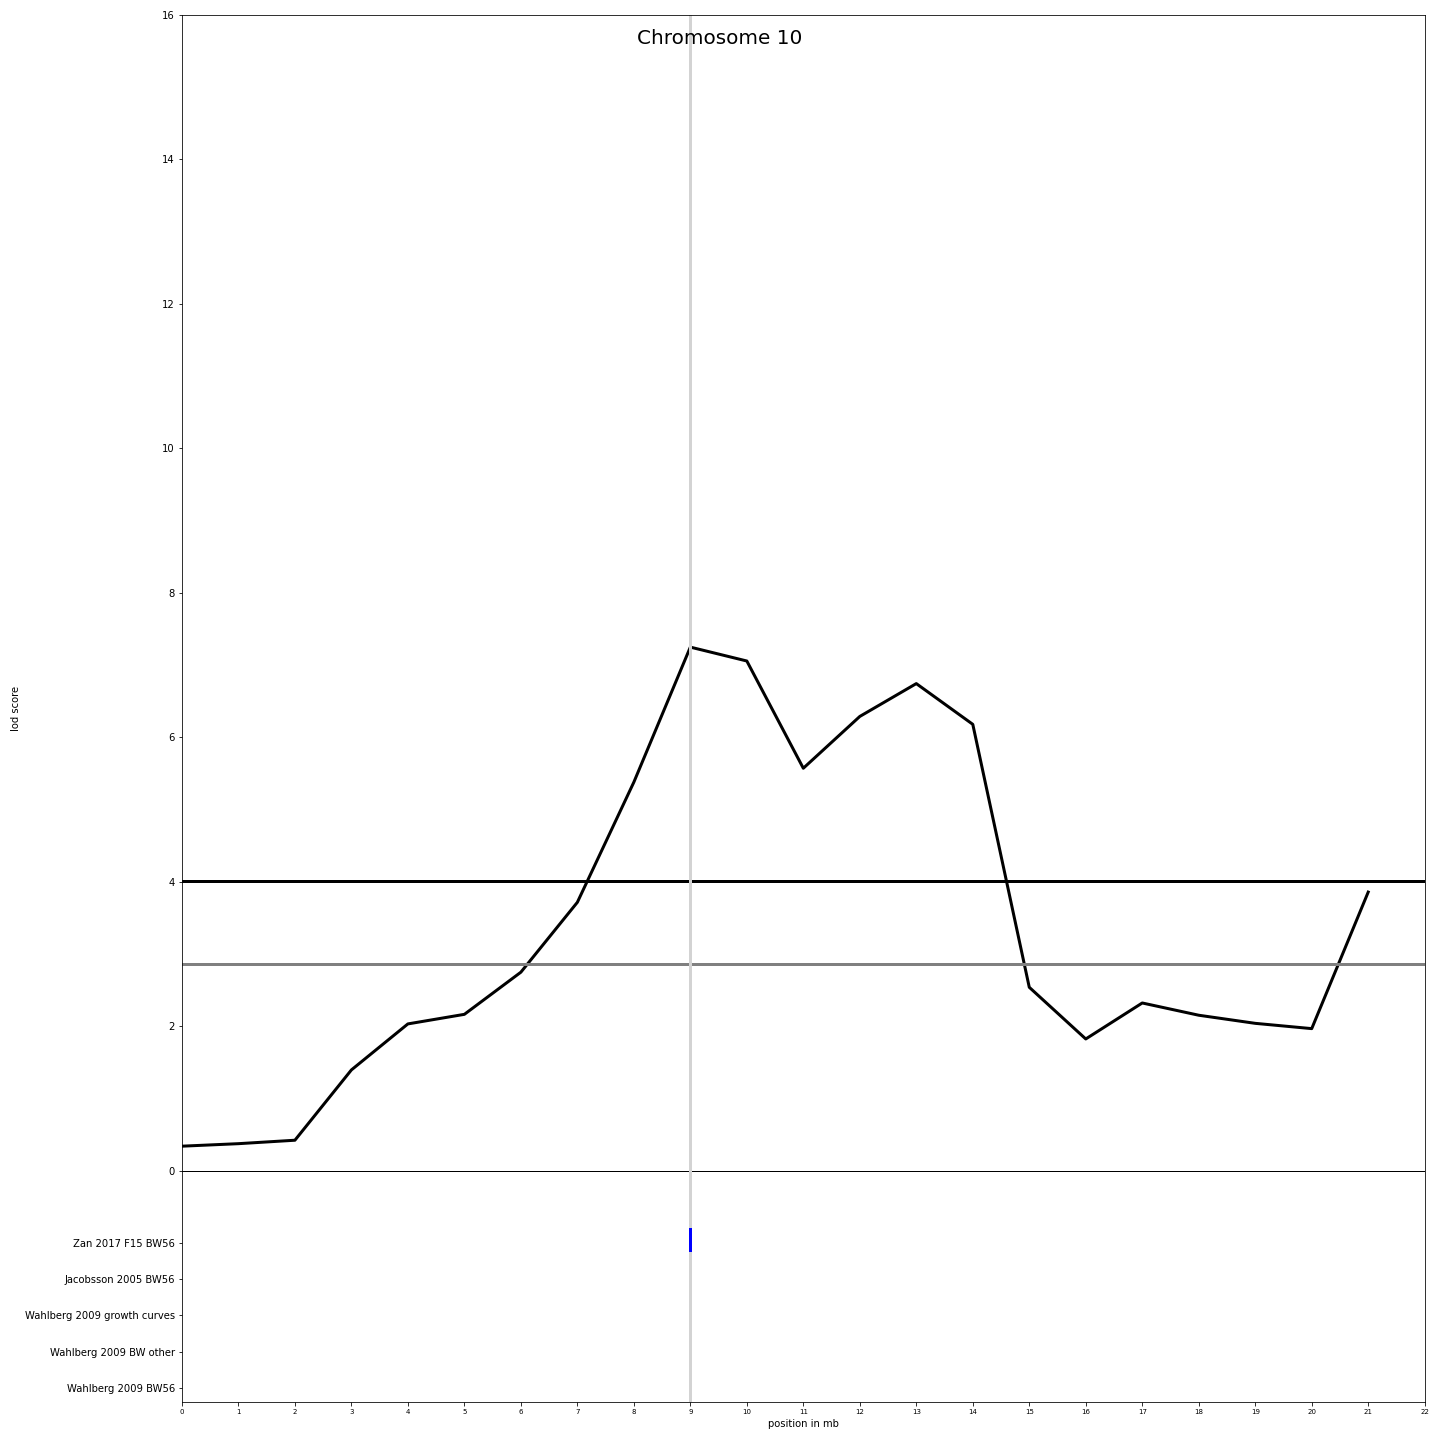 Chromosome 10
16
14
12
10
8
6
4
2
0
lod score
Zan 2017 F15 BW56
Jacobsson 2005 BW56
Wahlberg 2009 growth curves
Wahlberg 2009 BW other
Wahlberg 2009 BW56
0 1 2 3 4 5 6 7 8 9 10 11 12 13 14 15 16 17 18 19 20 21 22
position in mb